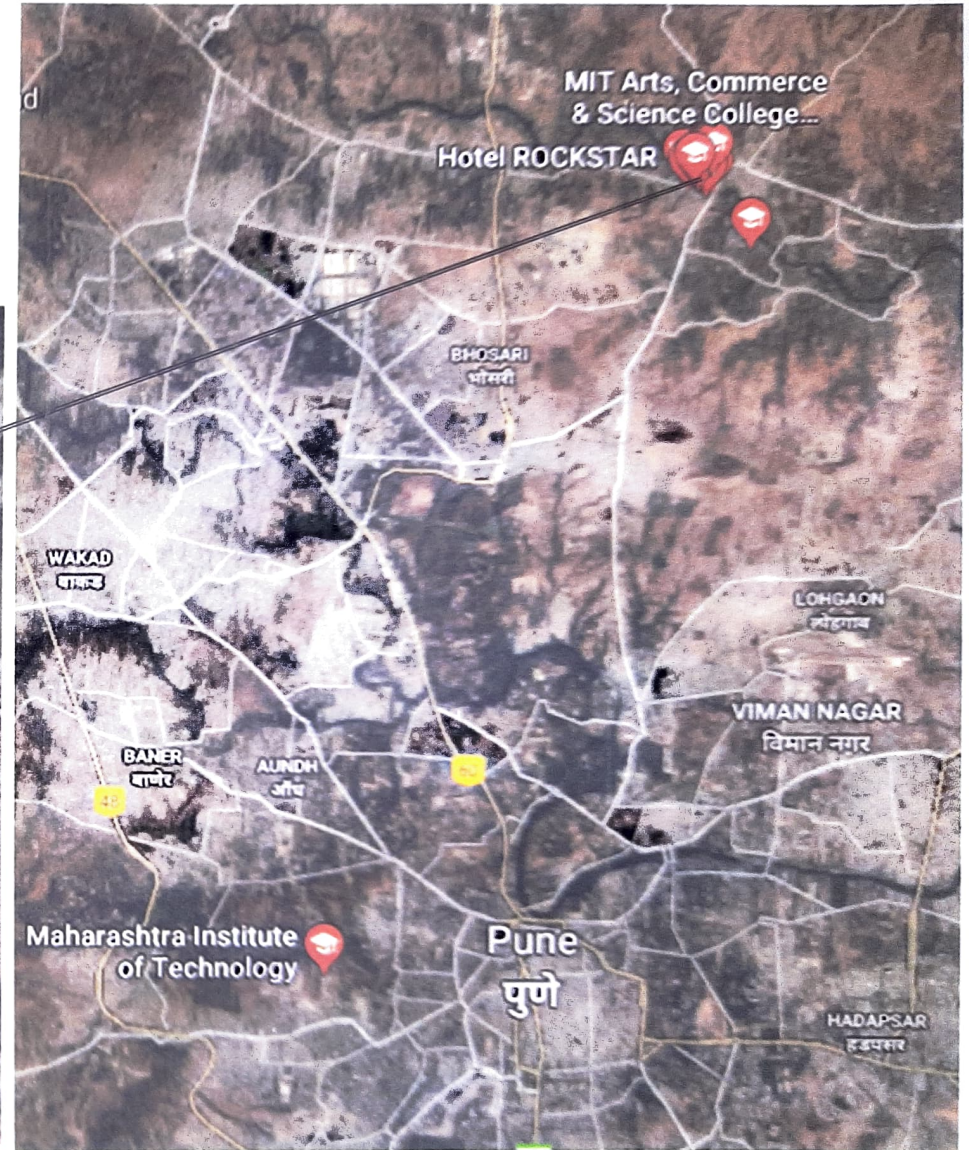 d
MIT Arts, Commerce
& Science College...
Hotel ROCKSTAR
BHOSARI
भोसरी
WAKAD
वाकड
LOHGAON
लोहगाव
VIMAN NAGAR
विमान नगर
BANER
बाणेर
AUNDH
औंध
60
48
Maharashtra Institute
of Technology
Pune
पुणे
HADAPSAR
हडपसर